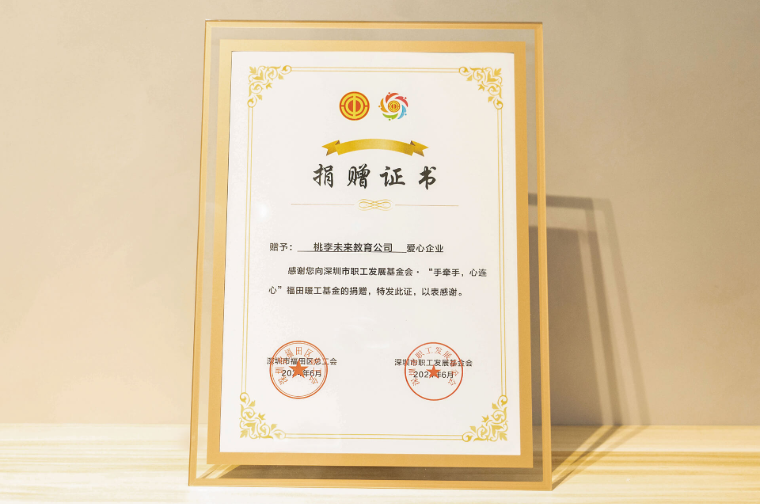 捐赠证书
赠予： 桃李未来教育公司 爱心企业
感谢您向深圳市职工发展基金会·“手牵手，心连
心”福田暖工基金的捐赠，特发此证，以表感谢。
深圳市福田区总工会 深圳市职工发展基金会